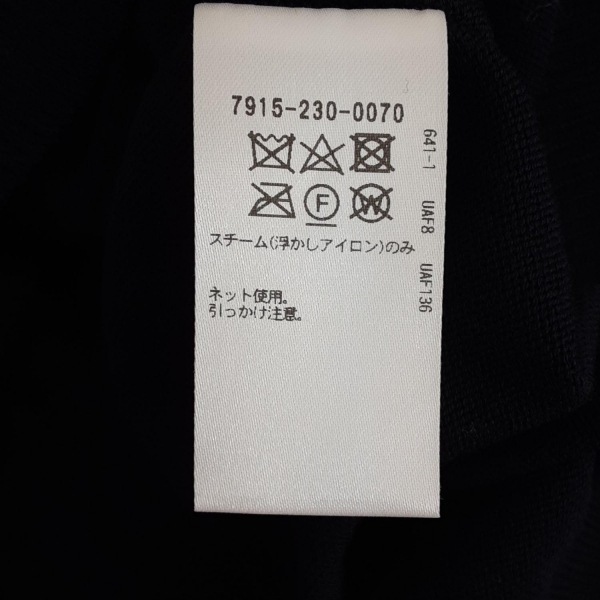 7915-230-0070
F
W
スチーム(浮かしアイロン)のみ
ネット使用。
引っかけ注意。
641-1 UAF8 UAF136